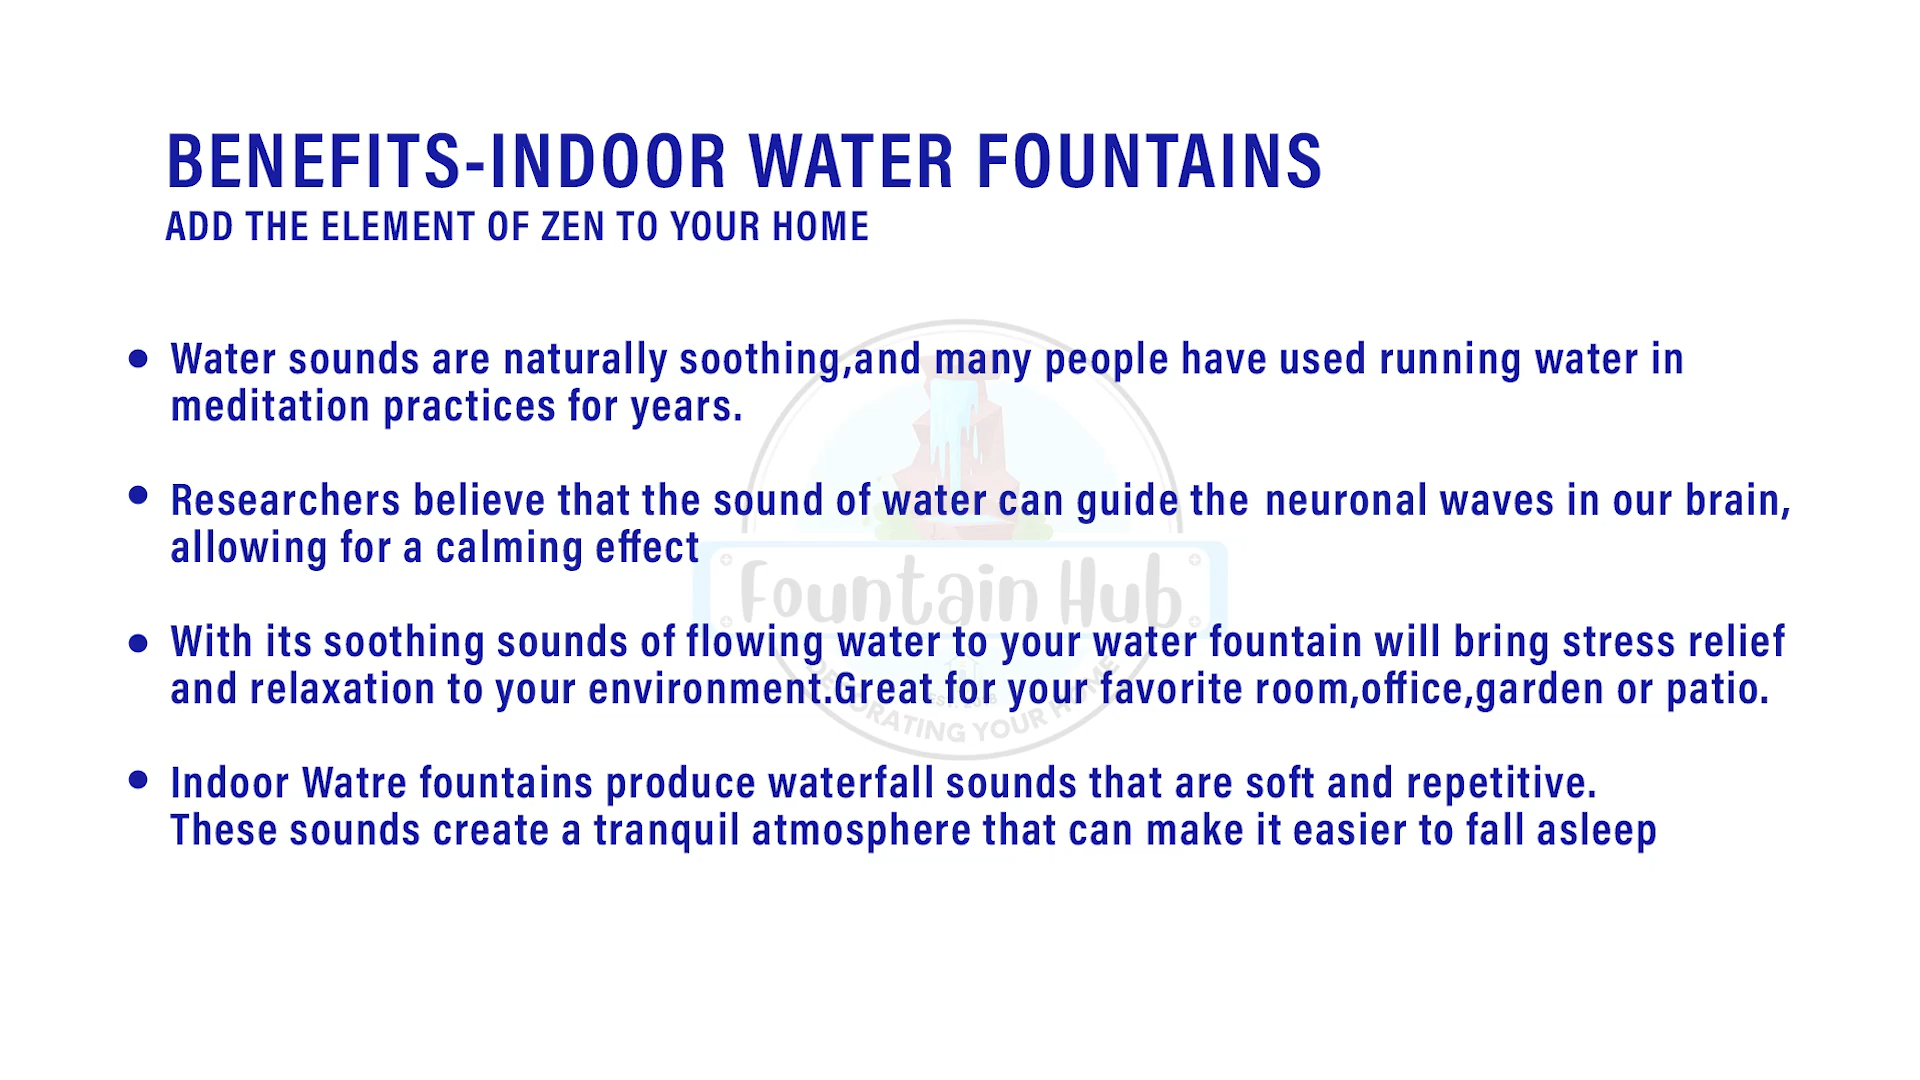 BENEFITS-INDOOR WATER FOUNTAINS
ADD THE ELEMENT OF ZEN TO YOUR HOME
Water sounds are naturally soothing,and many people have used running water in
meditation practices for years.
Researchers believe that the sound of water can guide the neuronal waves in our brain,
allowing for a calming effect
Fountain Hub
With its soothing sounds of flowing water to your water fountain will bring stress relief
and relaxation to your environment.Great for your favorite room,office,garden or patio.
DECORATING YOUR HOME
Indoor Watre fountains produce waterfall sounds that are soft and repetitive.
These sounds create a tranquil atmosphere that can make it easier to fall asleep